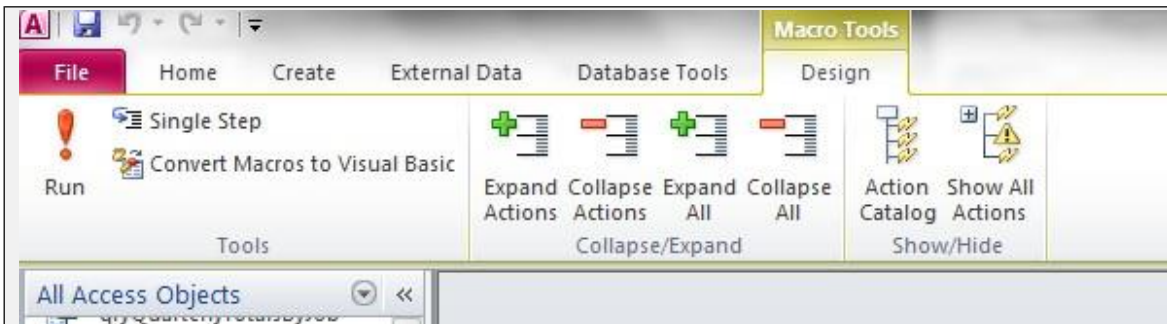 A
Macro Tools
File Home Create External Data Database Tools Design
Run
Single Step
Convert Macros to Visual Basic
Tools
Expand Actions
Collapse Actions
Expand All
Collapse All
Collapse/Expand
Action Catalog
Show All Actions
Show/Hide
All Access Objects